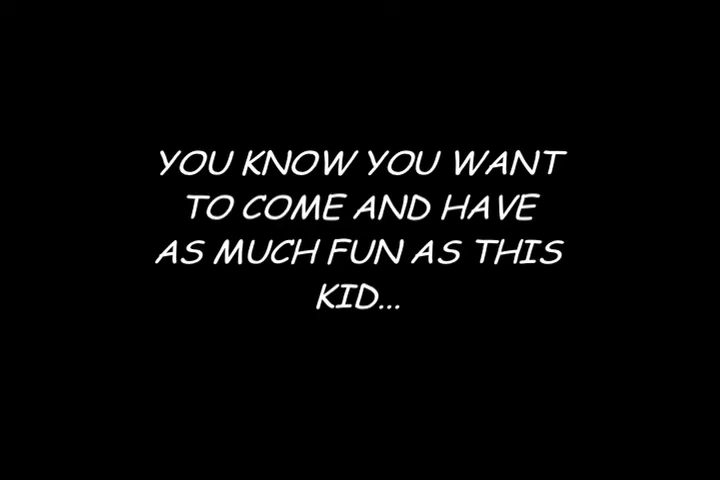 YOU KNOW YOU WANT
TO COME AND HAVE
AS MUCH FUN AS THIS
KID...